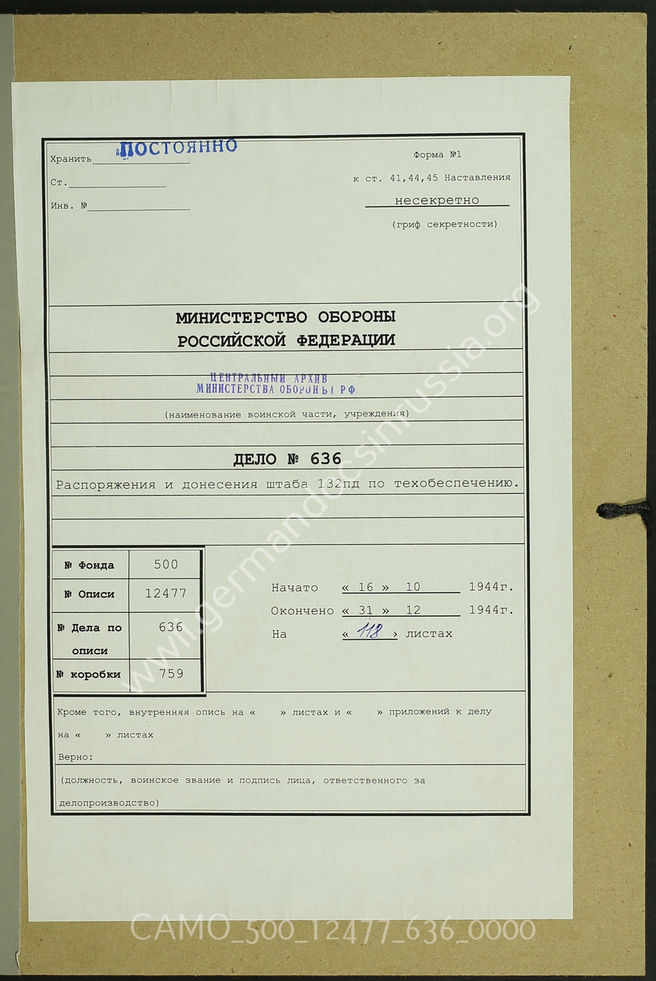 Хранить ПОСТОЯННО
Форма №1
Ст.
к ст. 41,44,45 Наставления
Инв. №
несекретно
(гриф секретности)
МИНИСТЕРСТВО ОБОРОНЫ
РОССИЙСКОЙ ФЕДЕРАЦИИ
ЦЕНТРАЛЬНЫЙ АРХИВ
МИНИСТЕРСТВА ОБОРОНЫ РФ
(наименование воинской части, учреждения)
ДЕЛО № 636
Распоряжения и донесения штаба 132пд по техобеспечению.
№ Фонда 500
№ Описи 12477
№ Дела по описи 636
№ коробки 759
Начато « 16 » 10 1944г.
Окончено « 31 » 12 1944г.
На « 113 » листах
Кроме того, внутренняя опись на « » листах и « » приложений к делу
на « » листах
Верно:
(должность, воинское звание и подпись лица, ответственного за
делопроизводство)
www.germandocsinrussia.org
CAMO_500_12477_636_0000